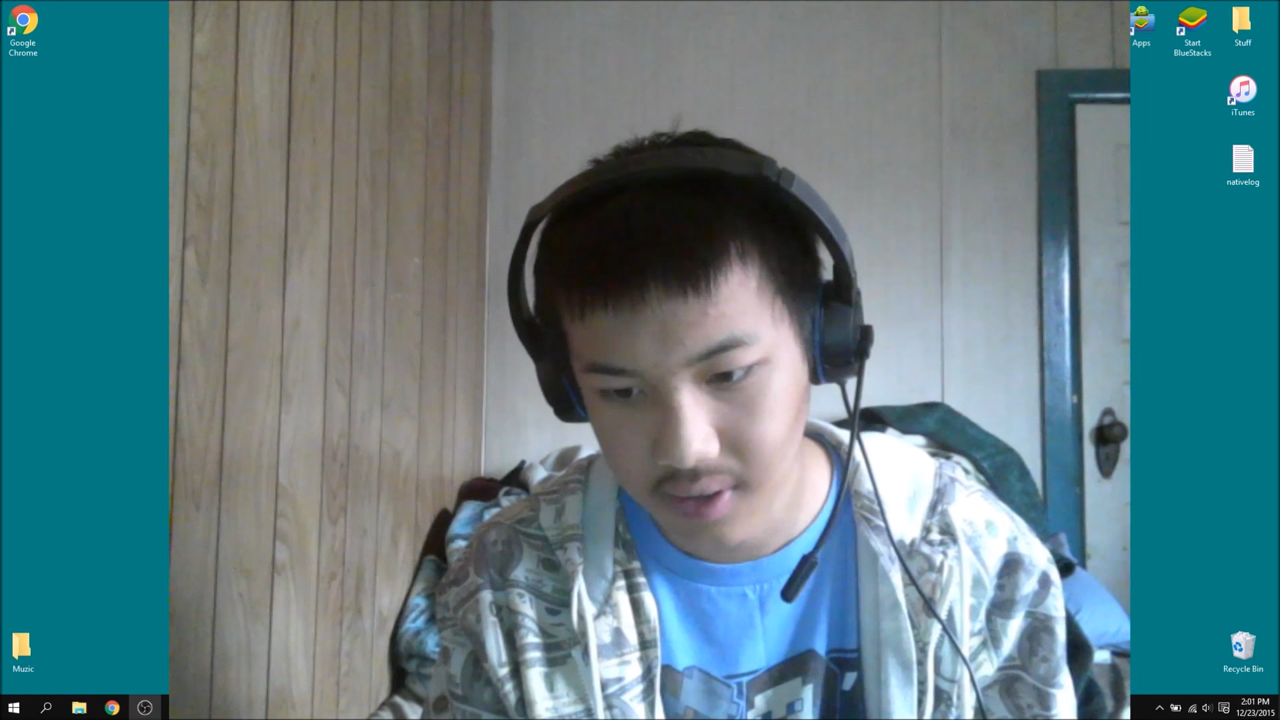 Google
Chrome
Apps
Start
BlueStacks
Stuff
iTunes
nativelog
Muzic
Recycle Bin
2:01 PM
12/23/2015